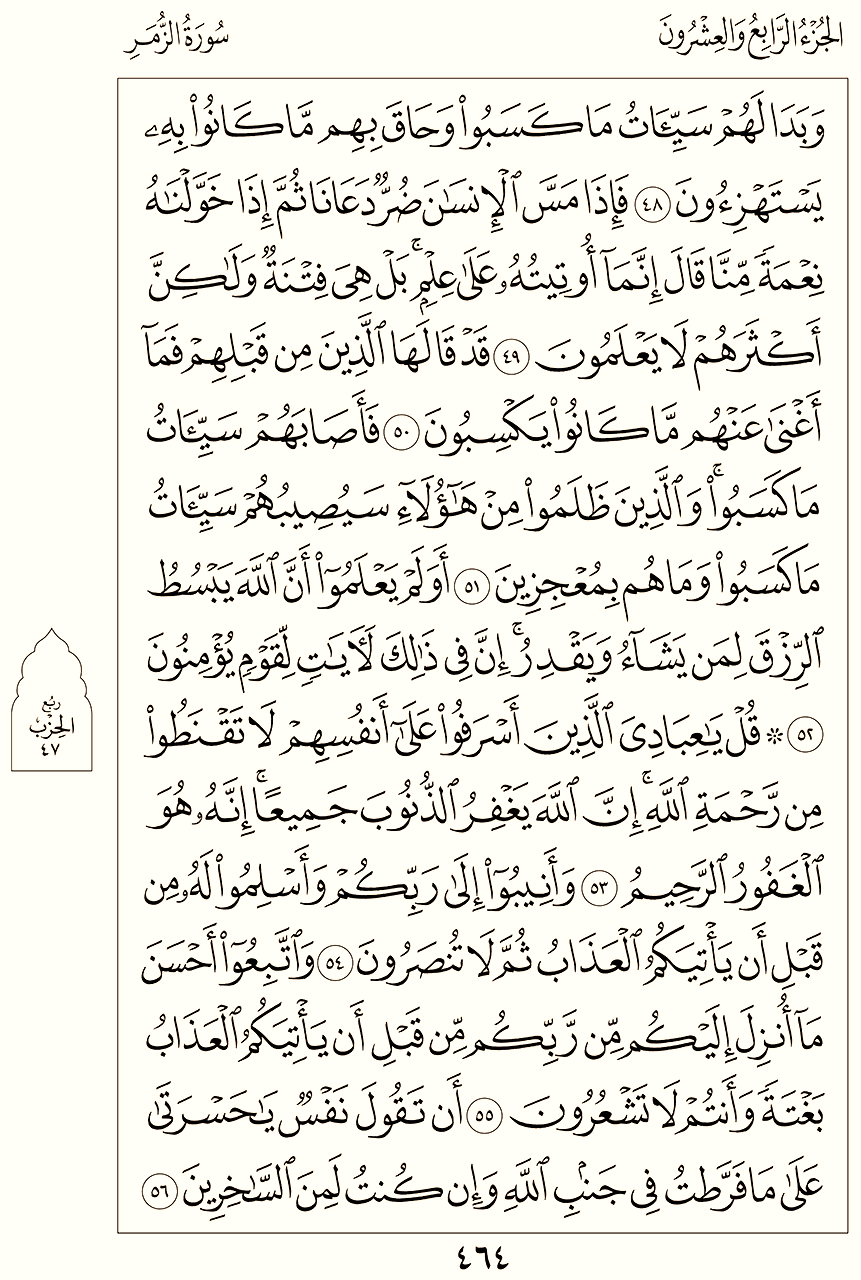 الجُزْءُ الرَّابِعُ وَالعِشْرُونَ
سُورَةُ الزُّمَرِ
وَبَدَا لَهُمْ سَيِّـَٔاتُ مَا كَسَبُوا۟ وَحَاقَ بِهِم مَّا كَانُوا۟ بِهِۦ
يَسْتَهْزِءُونَ ٤٨ فَإِذَا مَسَّ ٱلْإِنسَـٰنَ ضُرٌّ دَعَانَا ثُمَّ إِذَا خَوَّلْنَـٰهُ
نِعْمَةً مِّنَّا قَالَ إِنَّمَآ أُوتِيتُهُۥ عَلَىٰ عِلْمٍۭ ۚ بَلْ هِىَ فِتْنَةٌ وَلَـٰكِنَّ
أَكْثَرَهُمْ لَا يَعْلَمُونَ ٤٩ قَدْ قَالَهَا ٱلَّذِينَ مِن قَبْلِهِمْ فَمَآ
أَغْنَىٰ عَنْهُم مَّا كَانُوا۟ يَكْسِبُونَ ٥٠ فَأَصَابَهُمْ سَيِّـَٔاتُ
مَا كَسَبُوا۟ ۚ وَٱلَّذِينَ ظَلَمُوا۟ مِنْ هَـٰٓؤُلَآءِ سَيُصِيبُهُمْ سَيِّـَٔاتُ
مَا كَسَبُوا۟ وَمَا هُم بِمُعْجِزِينَ ٥١ أَوَلَمْ يَعْلَمُوٓا۟ أَنَّ ٱللَّهَ يَبْسُطُ
ٱلرِّزْقَ لِمَن يَشَآءُ وَيَقْدِرُ ۚ إِنَّ فِى ذَٰلِكَ لَـَٔايَـٰتٍ لِّقَوْمٍ يُؤْمِنُونَ
٥٢ ۞ قُلْ يَـٰعِبَادِىَ ٱلَّذِينَ أَسْرَفُوا۟ عَلَىٰٓ أَنفُسِهِمْ لَا تَقْنَطُوا۟
مِن رَّحْمَةِ ٱللَّهِ ۚ إِنَّ ٱللَّهَ يَغْفِرُ ٱلذُّنُوبَ جَمِيعًا ۚ إِنَّهُۥ هُوَ
ٱلْغَفُورُ ٱلرَّحِيمُ ٥٣ وَأَنِيبُوٓا۟ إِلَىٰ رَبِّكُمْ وَأَسْلِمُوا۟ لَهُۥ مِن
قَبْلِ أَن يَأْتِيَكُمُ ٱلْعَذَابُ ثُمَّ لَا تُنصَرُونَ ٥٤ وَٱتَّبِعُوٓا۟ أَحْسَنَ
مَآ أُنزِلَ إِلَيْكُم مِّن رَّبِّكُم مِّن قَبْلِ أَن يَأْتِيَكُمُ ٱلْعَذَابُ
بَغْتَةً وَأَنتُمْ لَا تَشْعُرُونَ ٥٥ أَن تَقُولَ نَفْسٌ يَـٰحَسْرَتَىٰ
عَلَىٰ مَا فَرَّطتُ فِى جَنۢبِ ٱللَّهِ وَإِن كُنتُ لَمِنَ ٱلسَّـٰخِرِينَ ٥٦
رُبُع
الحِزْب
٤٧
٤٦٤